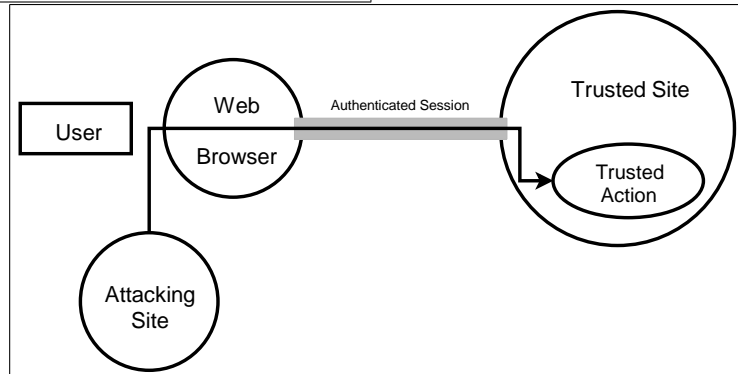 User
Web
Browser
Authenticated Session
Trusted Site
Trusted
Action
Attacking
Site